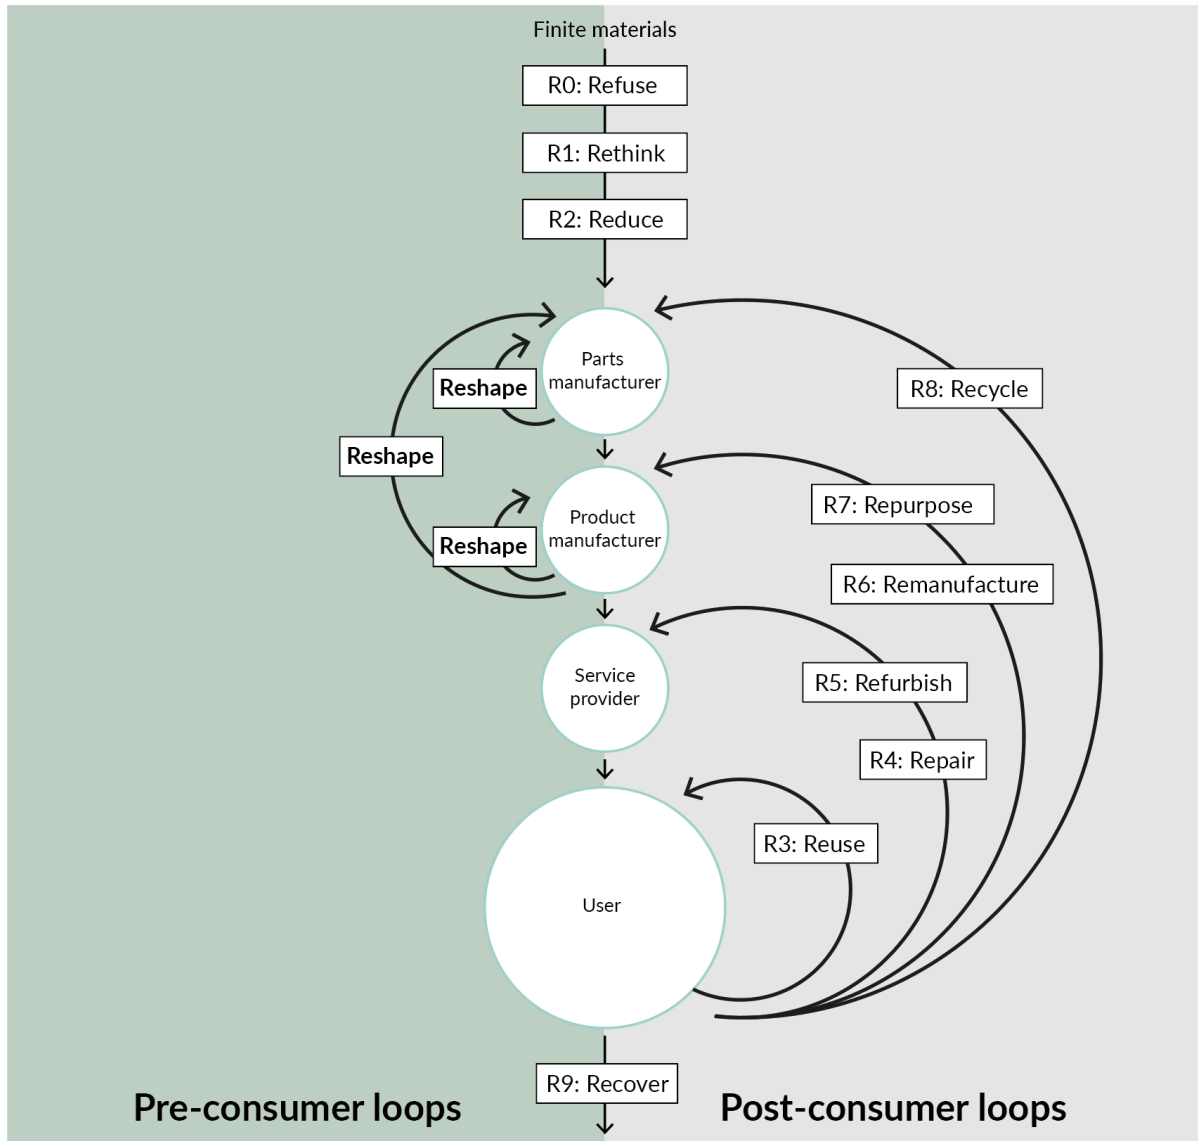 Finite materials
R0: Refuse
R1: Rethink
R2: Reduce
Parts
manufacturer
Reshape
R8: Recycle
Reshape
Product
manufacturer
R7: Repurpose
Reshape
R6: Remanufacture
Service
provider
R5: Refurbish
R4: Repair
R3: Reuse
User
R9: Recover
Pre-consumer loops
Post-consumer loops